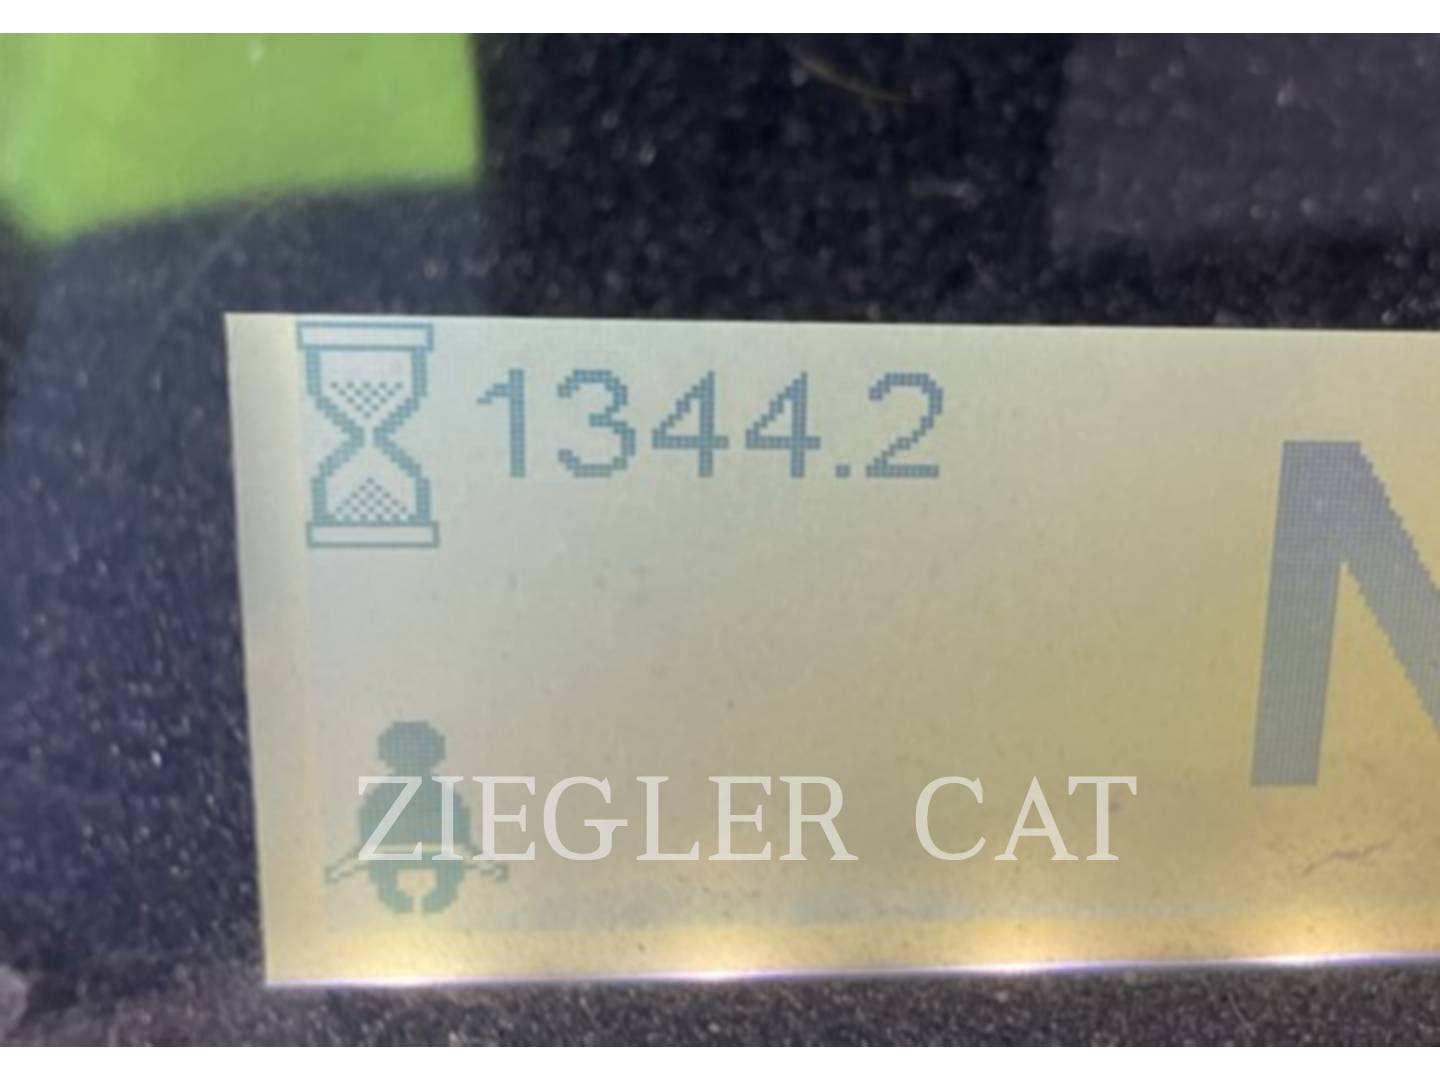 1344.2
N
ZIEGLER CAT